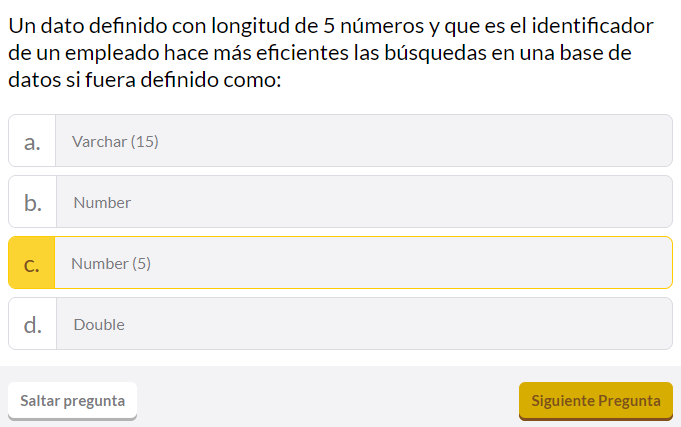 Un dato definido con longitud de 5 números y que es el identificador
de un empleado hace más eficientes las búsquedas en una base de
datos si fuera definido como:
a. Varchar (15)
b. Number
c. Number (5)
d. Double
Saltar pregunta Siguiente Pregunta